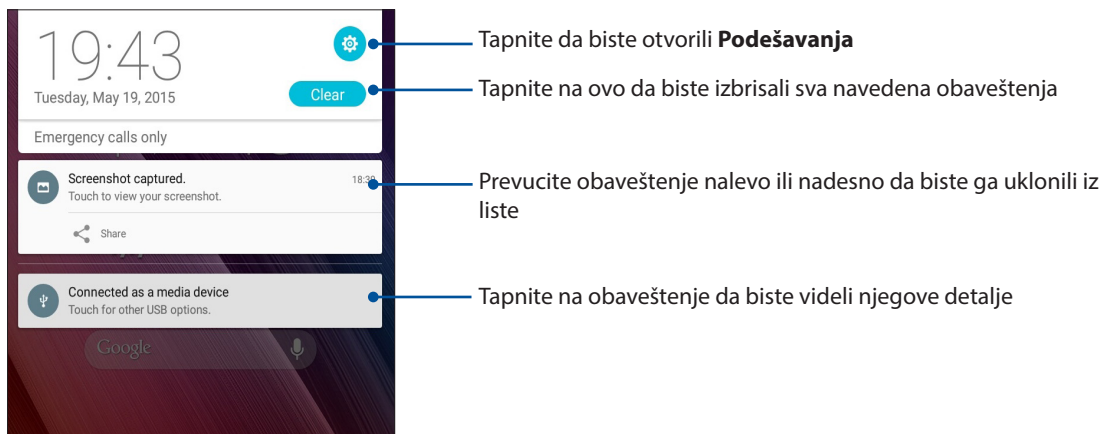 19:43
Tapnite da biste otvorili Podešavanja
Tuesday, May 19, 2015
Clear
Tapnite na ovo da biste izbrisali sva navedena obaveštenja
Emergency calls only
Screenshot captured.
18:39
Touch to view your screenshot.
Share
Prevucite obaveštenje nalevo ili nadesno da biste ga uklonili iz
liste
Connected as a media device
Touch for other USB options.
Tapnite na obaveštenje da biste videli njegove detalje
Google